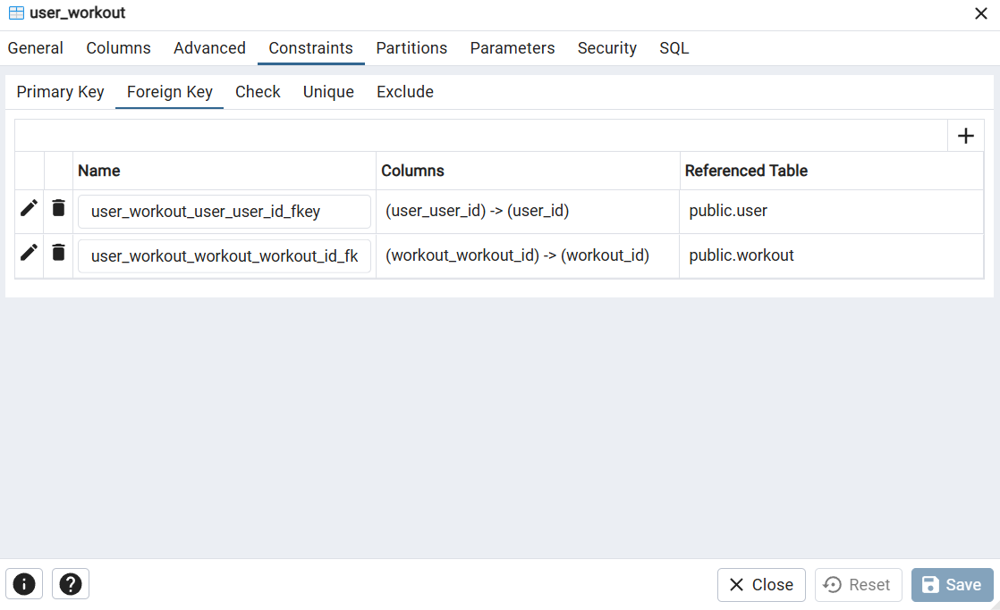 user_workout
General Columns Advanced Constraints Partitions Parameters Security SQL
Primary Key Foreign Key Check Unique Exclude
Name Columns Referenced Table
user_workout_user_user_id_fkey (user_user_id) -> (user_id) public.user
user_workout_workout_workout_id_fk (workout_workout_id) -> (workout_id) public.workout
Close Reset Save